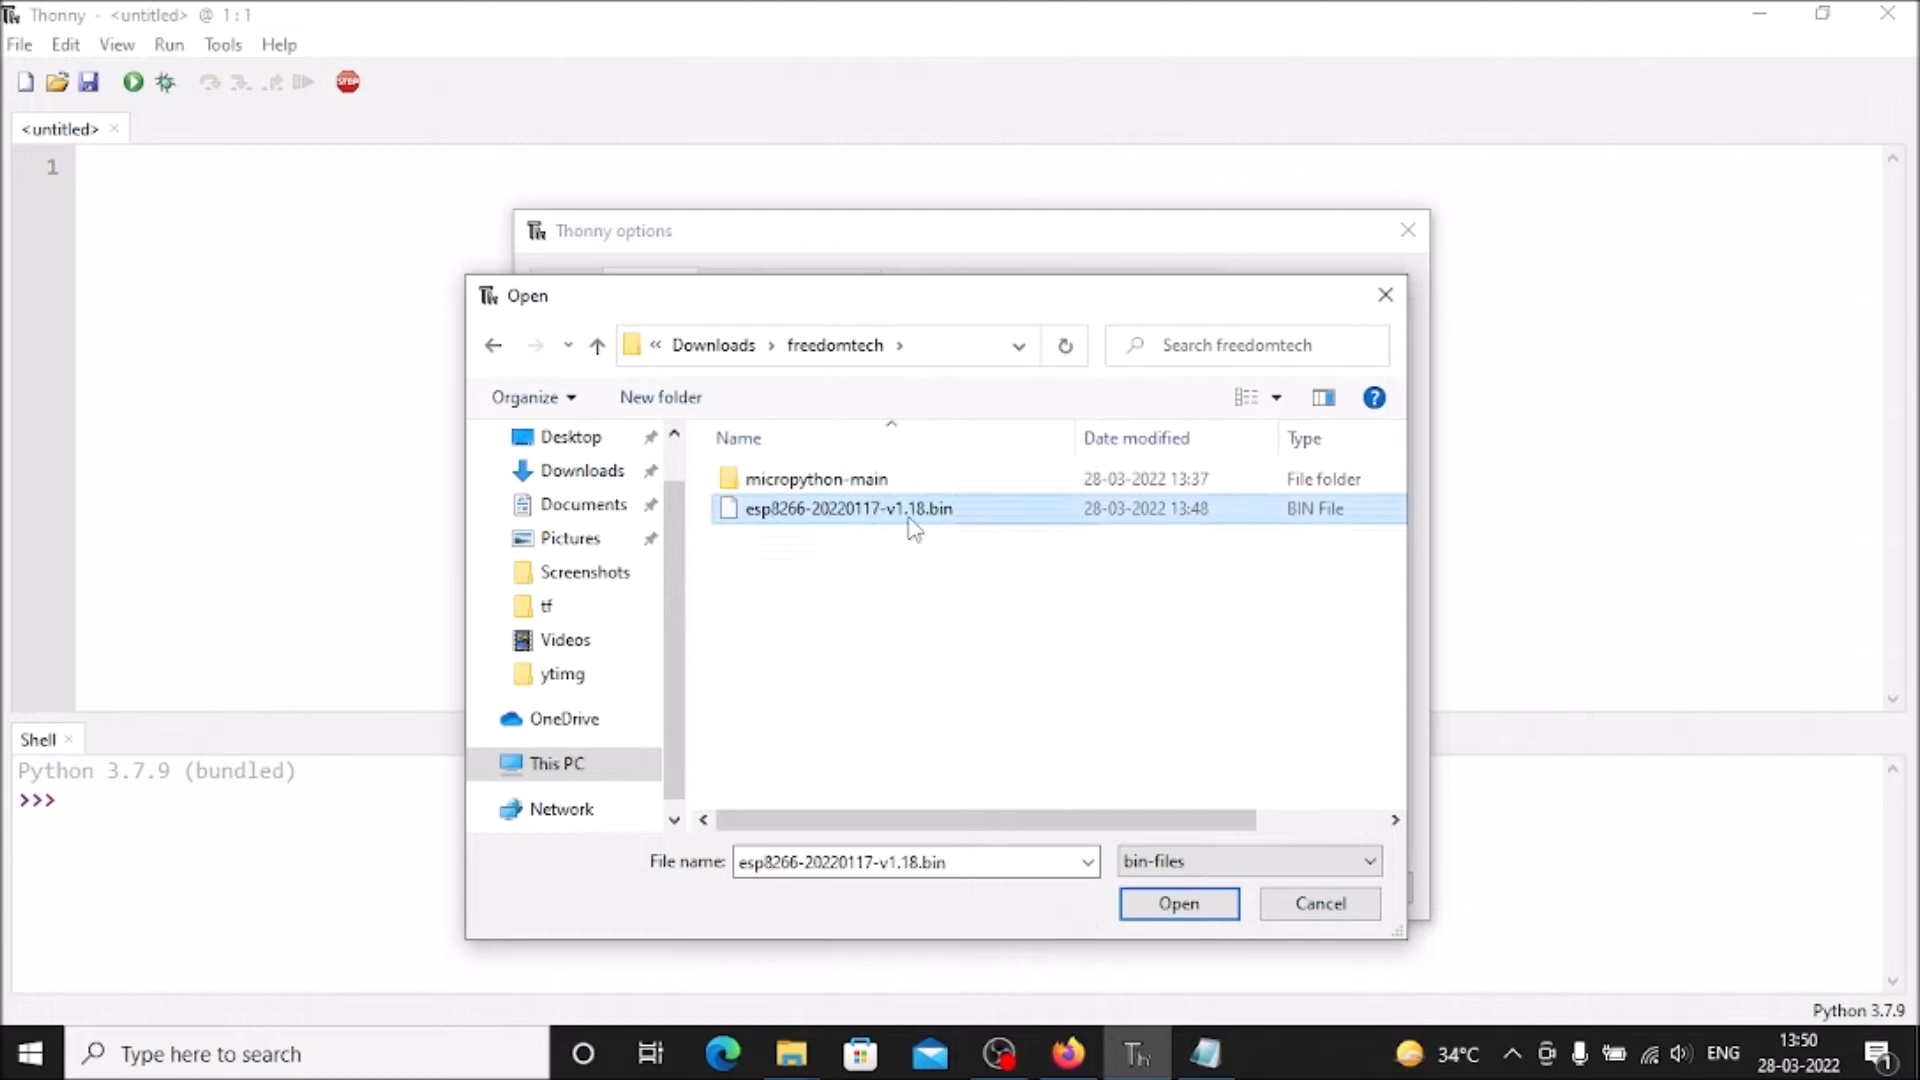 Thonny - <untitled> @ 1 : 1
File Edit View Run Tools Help
STOP
<untitled> ×
1
Thonny options
Open
« Downloads › freedomtech ›
Search freedomtech
Organize
New folder
?
Name Date modified Type
micropython-main 28-03-2022 13:37 File folder
esp8266-20220117-v1.18.bin 28-03-2022 13:48 BIN File
Desktop
Downloads
Documents
Pictures
Screenshots
tf
Videos
ytimg
OneDrive
This PC
Network
File name: esp8266-20220117-v1.18.bin bin-files
Open Cancel
Shell ×
Python 3.7.9 (bundled)
>>>
Python 3.7.9
Type here to search
Th
34°C
ENG
13:50
28-03-2022
1